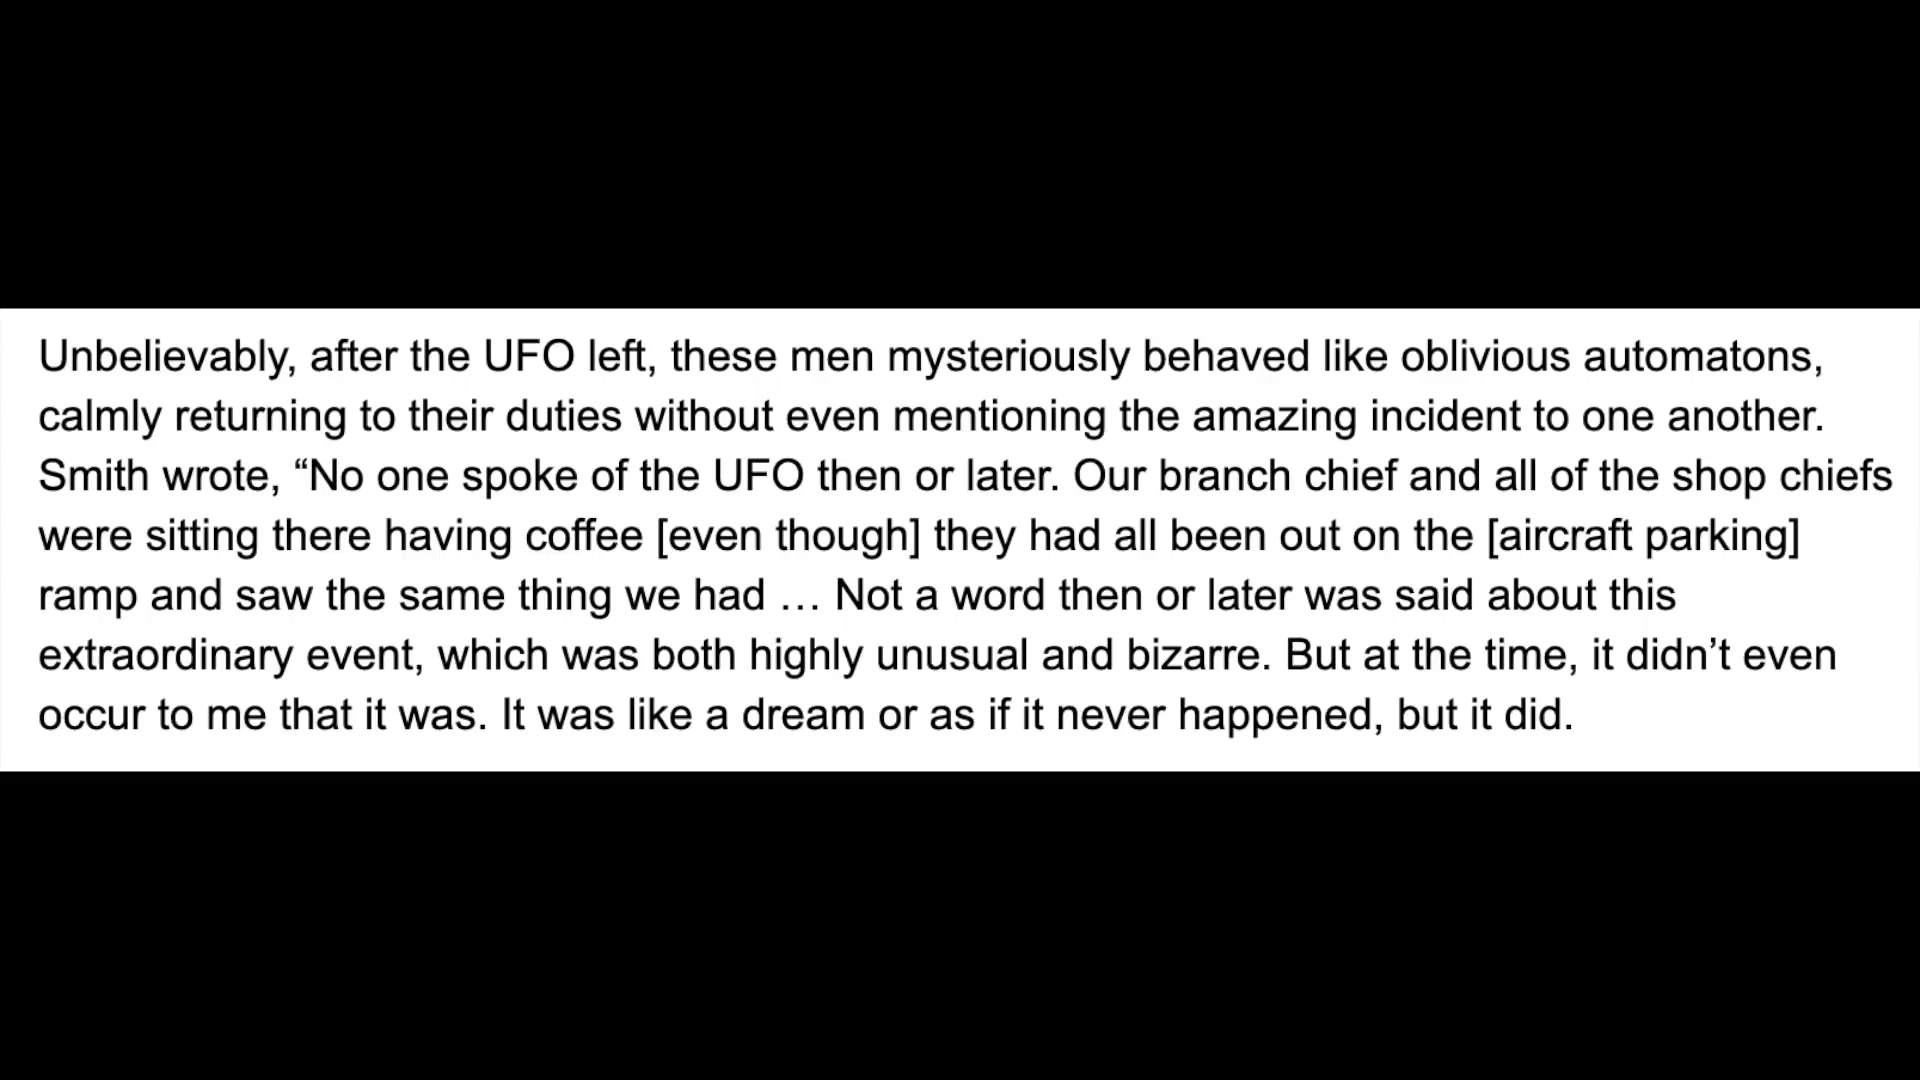 Unbelievably, after the UFO left, these men mysteriously behaved like oblivious automatons,
calmly returning to their duties without even mentioning the amazing incident to one another.
Smith wrote, “No one spoke of the UFO then or later. Our branch chief and all of the shop chiefs
were sitting there having coffee [even though] they had all been out on the [aircraft parking]
ramp and saw the same thing we had … Not a word then or later was said about this
extraordinary event, which was both highly unusual and bizarre. But at the time, it didn’t even
occur to me that it was. It was like a dream or as if it never happened, but it did.